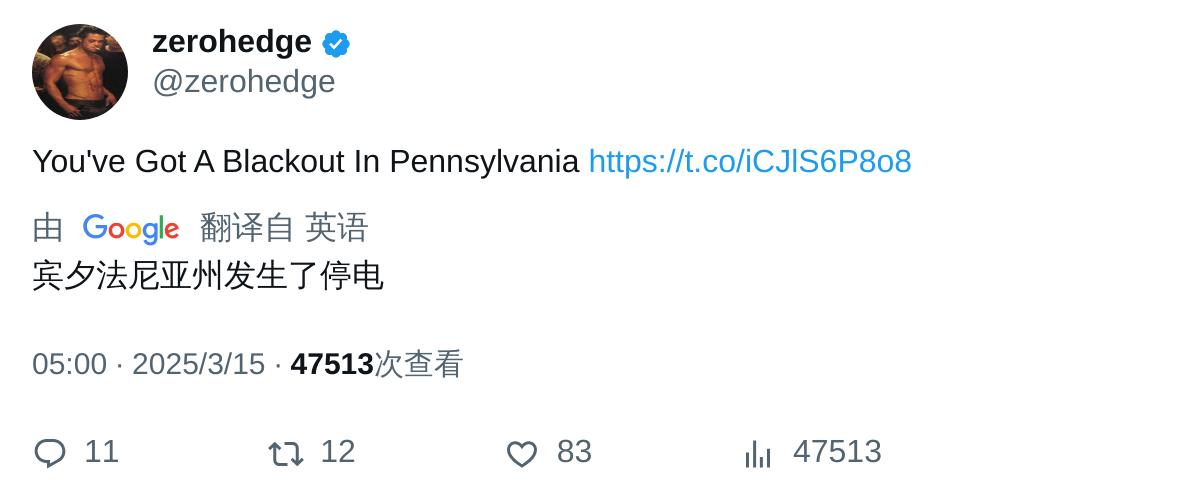 zerohedge
@zerohedge
You've Got A Blackout In Pennsylvania https://t.co/iCJlS6P8o8
由 Google 翻译自 英语
宾夕法尼亚州发生了停电
05:00 · 2025/3/15 · 47513次查看
11 12 83 47513